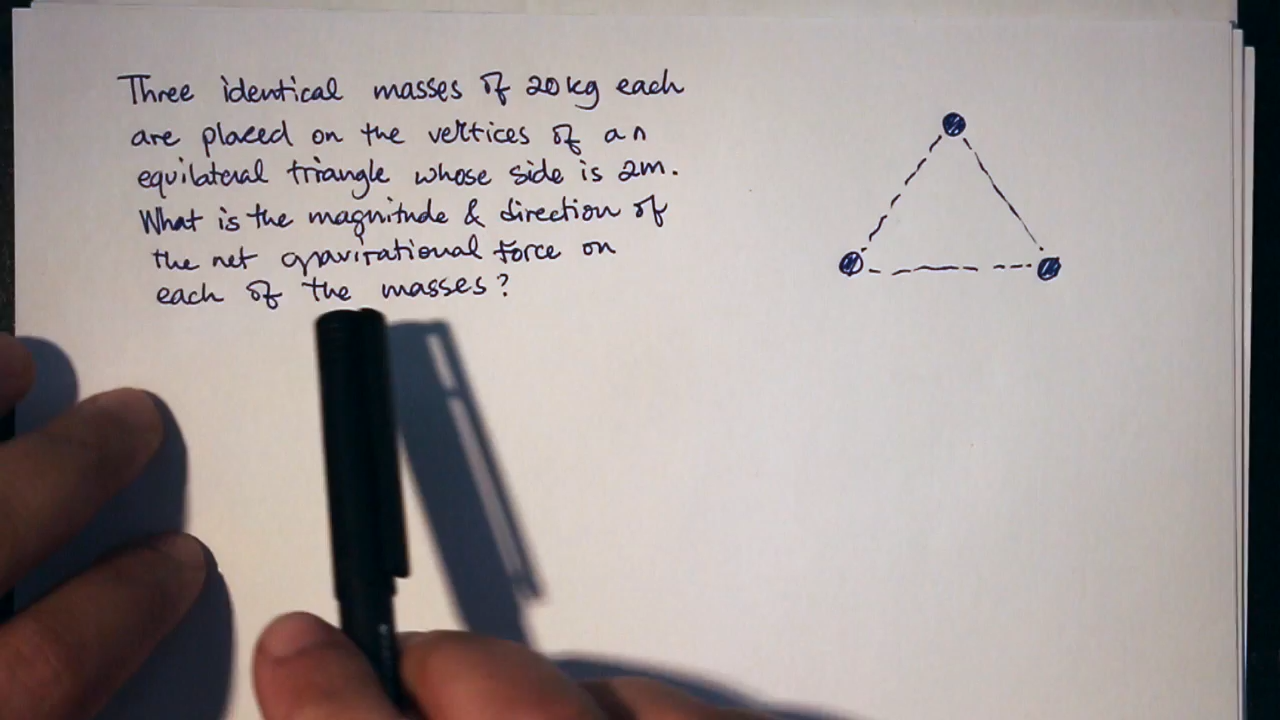 Three identical masses of 20kg each
are placed on the vertices of an
equilateral triangle whose side is 2m.
What is the magnitude & direction of
the net gravirational force on
each of the masses?